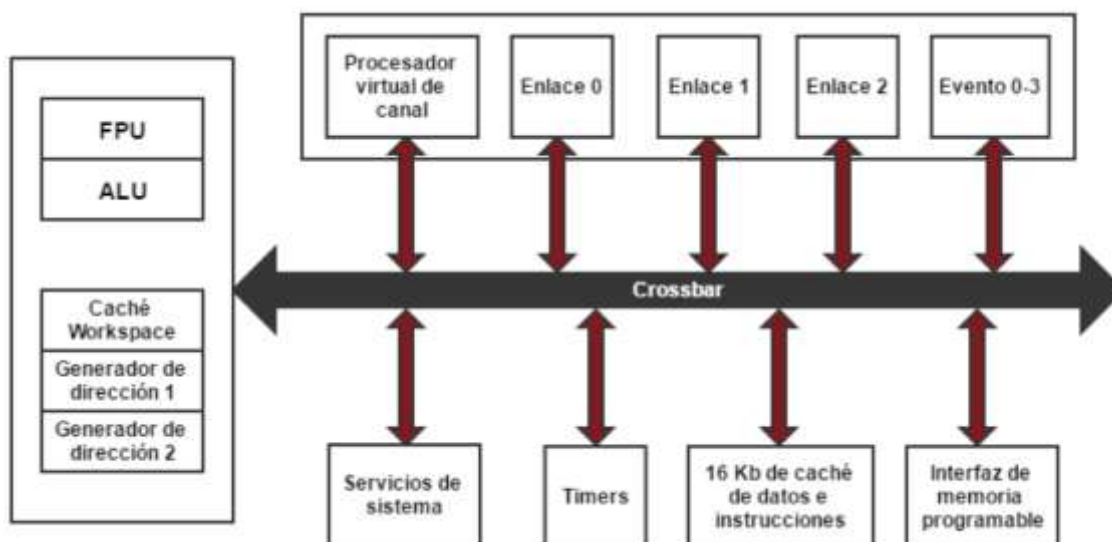 FPU
ALU
Caché
Workspace
Generador de
dirección 1
Generador de
dirección 2
Procesador
virtual de
canal
Enlace 0
Enlace 1
Enlace 2
Evento 0-3
Crossbar
Servicios de
sistema
Timers
16 Kb de caché
de datos e
instrucciones
Interfaz de
memoria
programable